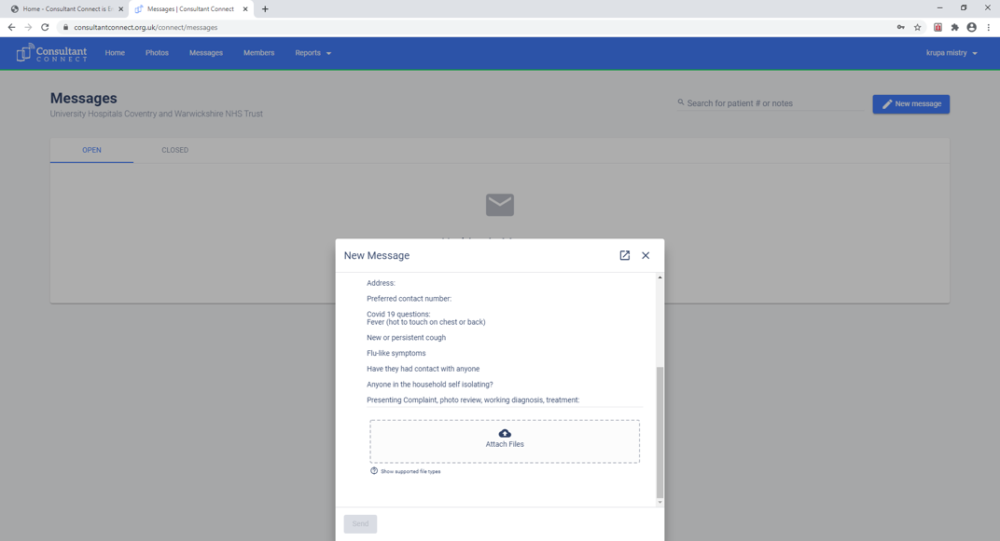 Home - Consultant Connect is E
Messages | Consultant Connect
consultantconnect.org.uk/connect/messages
Consultant
CONNECT
Home
Photos
Messages
Members
Reports
krupa mistry
Messages
University Hospitals Coventry and Warwickshire NHS Trust
Search for patient # or notes
New message
OPEN
CLOSED
New Message
Address:
Preferred contact number:
Covid 19 questions:
Fever (hot to touch on chest or back)
New or persistent cough
Flu-like symptoms
Have they had contact with anyone
Anyone in the household self isolating?
Presenting Complaint, photo review, working diagnosis, treatment:
Attach Files
Show supported file types
Send